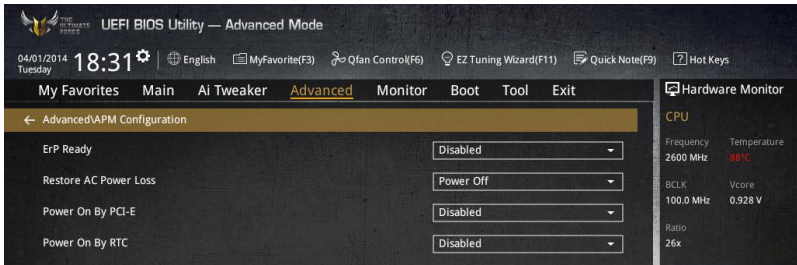 THE ULTIMATE FORCE UEFI BIOS Utility — Advanced Mode
04/01/2014 Tuesday 18:31 English MyFavorite(F3) Qfan Control(F6) EZ Tuning Wizard(F11) Quick Note(F9) ? Hot Keys
My Favorites Main Ai Tweaker Advanced Monitor Boot Tool Exit
← Advanced\APM Configuration
ErP Ready Disabled
Restore AC Power Loss Power Off
Power On By PCI-E Disabled
Power On By RTC Disabled
Hardware Monitor
CPU
Frequency Temperature
2600 MHz 88°C
BCLK Vcore
100.0 MHz 0.928 V
Ratio
26x